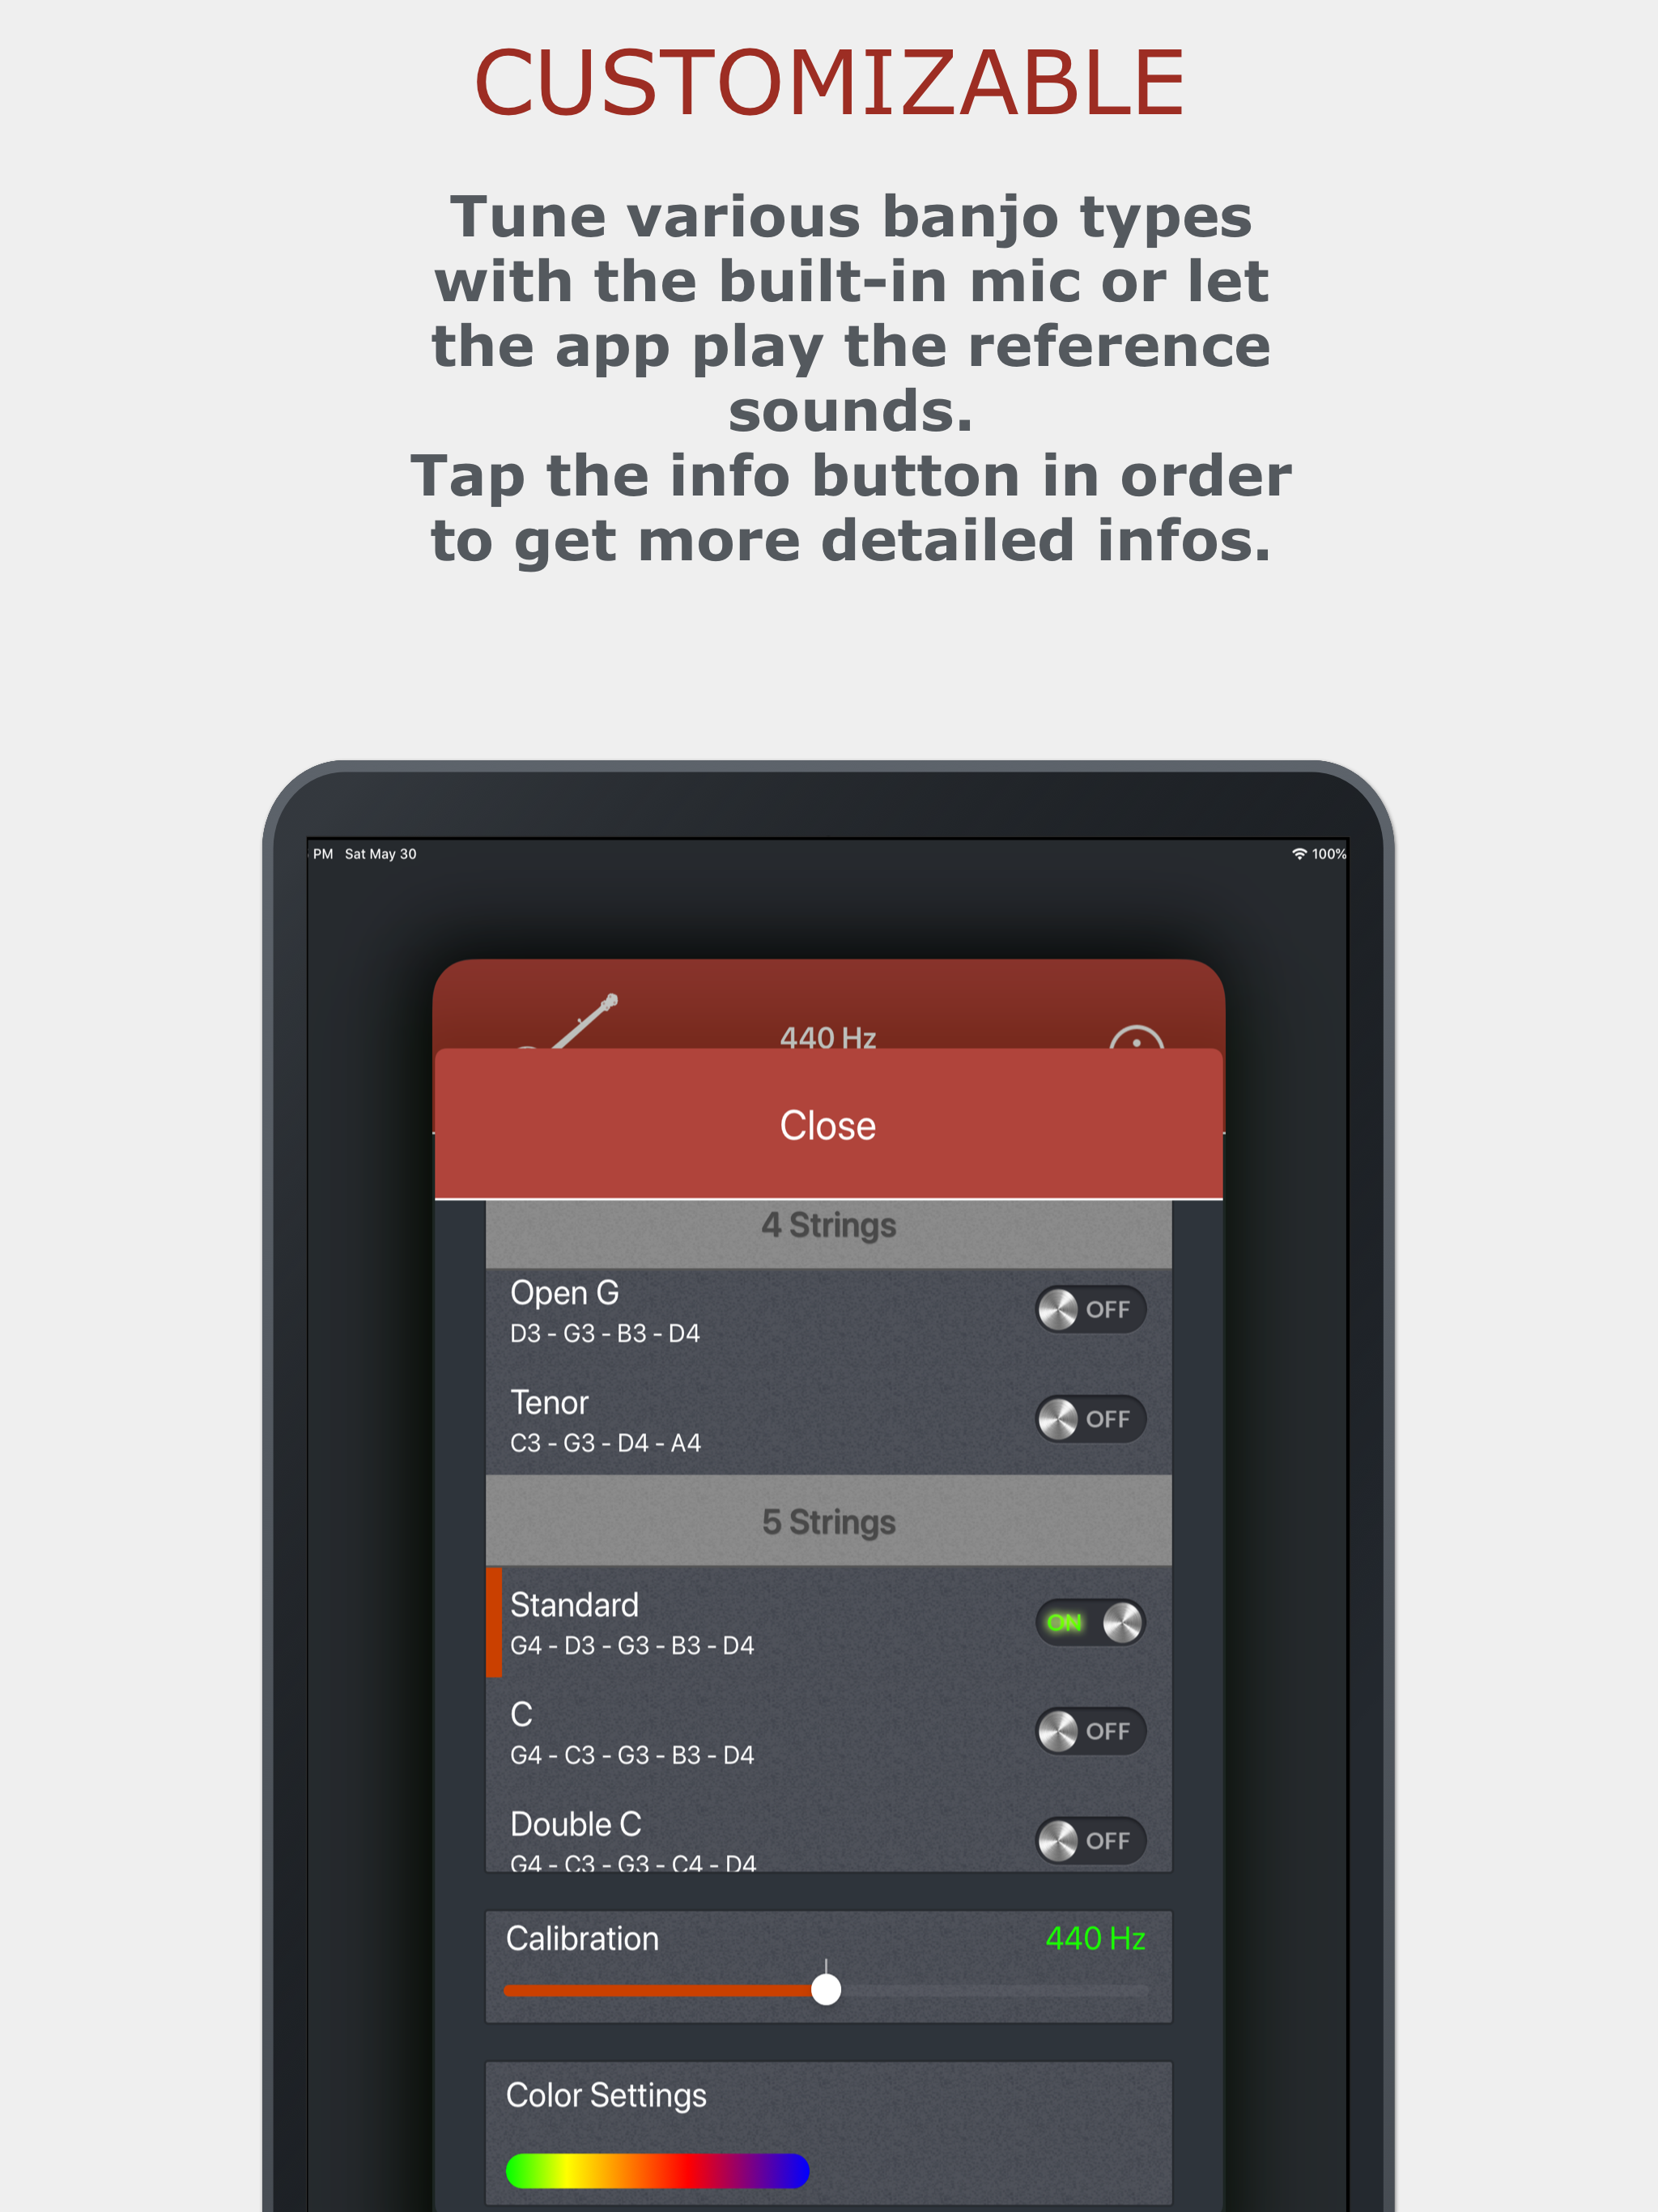 CUSTOMIZABLE
Tune various banjo types
with the built-in mic or let
the app play the reference
sounds.
Tap the info button in order
to get more detailed infos.
PM Sat May 30 100%
440 Hz
Close
4 Strings
Open G
OFF
D3 - G3 - B3 - D4
Tenor
OFF
C3 - G3 - D4 - A4
5 Strings
Standard
ON
G4 - D3 - G3 - B3 - D4
C
OFF
G4 - C3 - G3 - B3 - D4
Double C
OFF
G4 - C3 - G3 - C4 - D4
Calibration 440 Hz
Color Settings